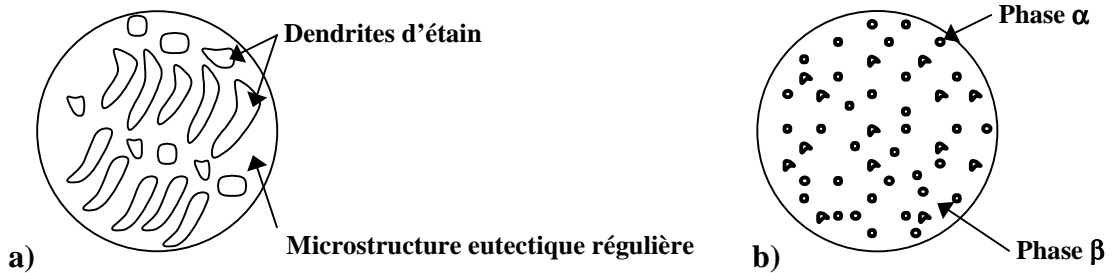 Dendrites d’étain
Microstructure eutectique régulière
a)
Phase α
Phase β
b)